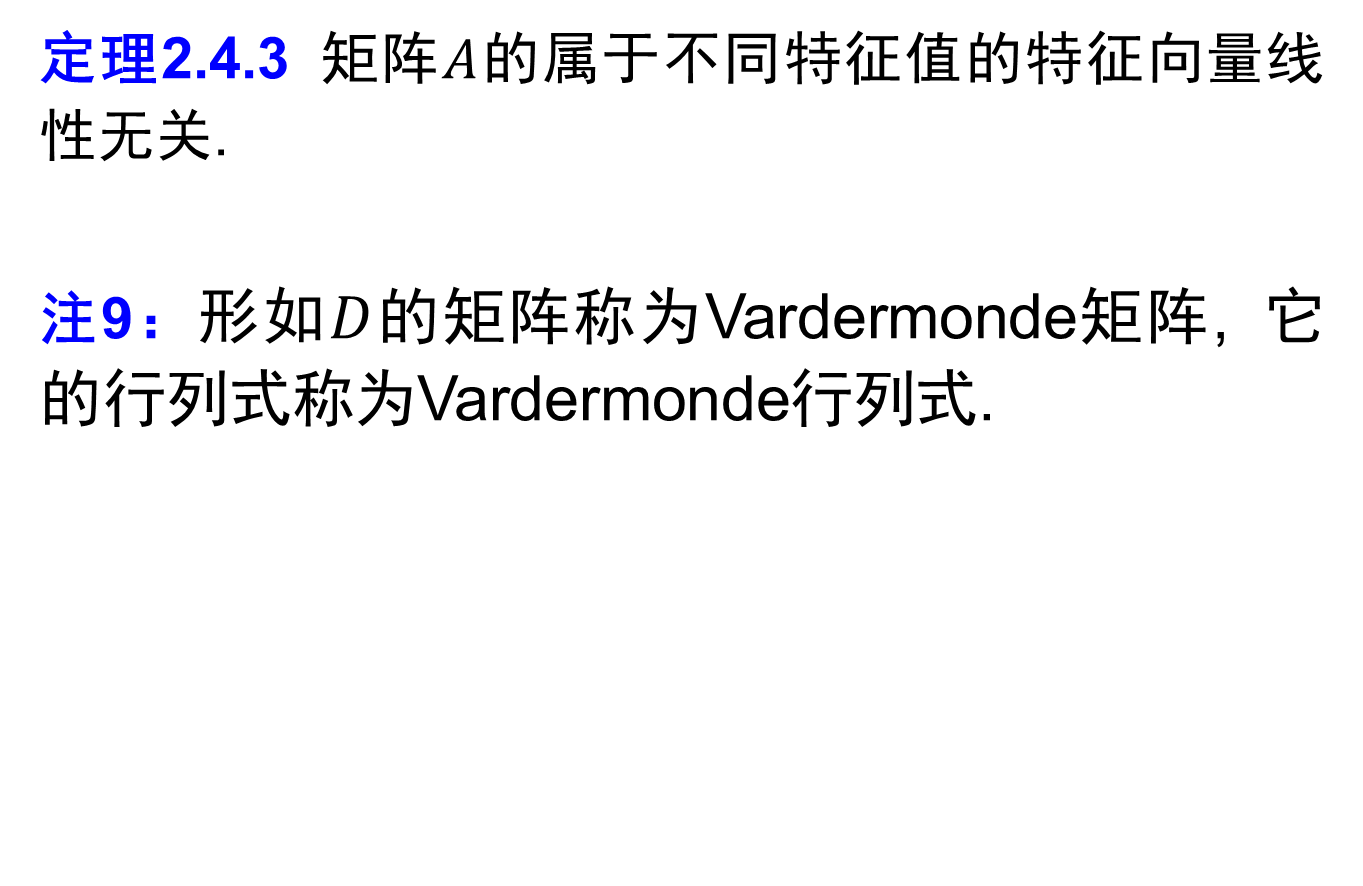 定理2.4.3 矩阵A的属于不同特征值的特征向量线
性无关.
注9：形如D的矩阵称为Vardermonde矩阵, 它
的行列式称为Vardermonde行列式.